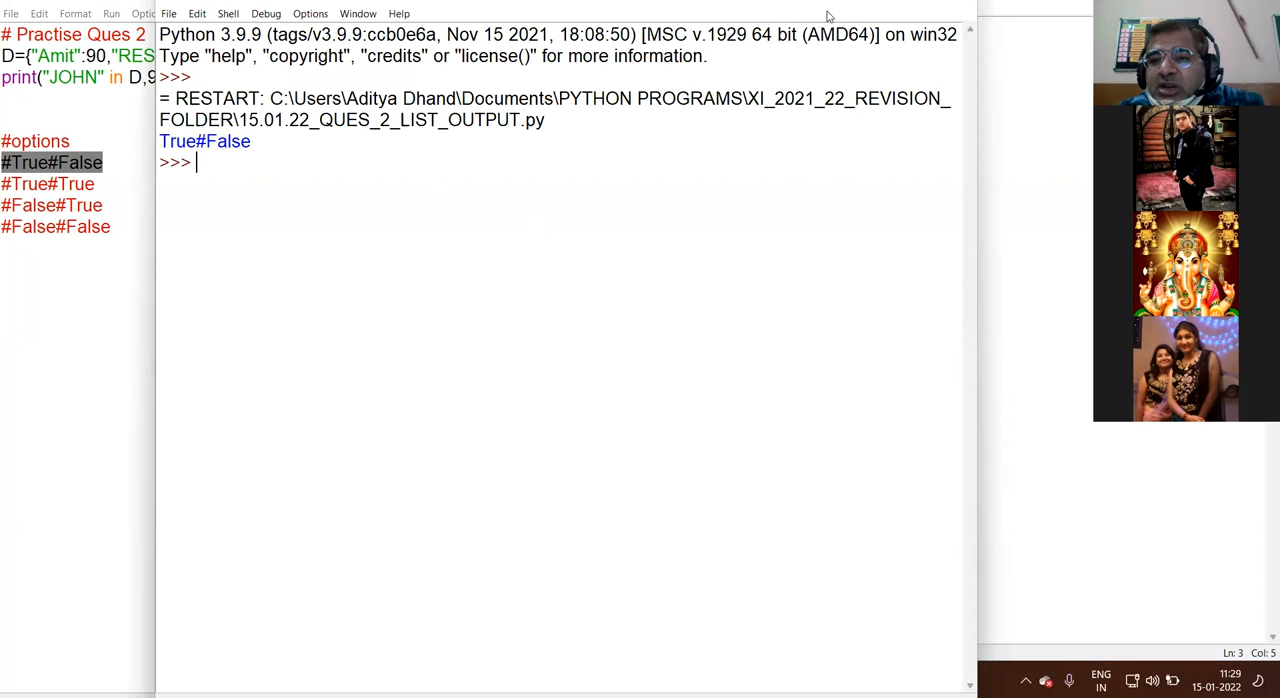 File Edit Format Run Optio
# Practise Ques 2
D={"Amit":90,"RES
print("JOHN" in D,9
#options
#True#False
#True#True
#False#True
#False#False
File Edit Shell Debug Options Window Help
Python 3.9.9 (tags/v3.9.9:ccb0e6a, Nov 15 2021, 18:08:50) [MSC v.1929 64 bit (AMD64)] on win32
Type "help", "copyright", "credits" or "license()" for more information.
>>>
= RESTART: C:\Users\Aditya Dhand\Documents\PYTHON PROGRAMS\XI_2021_22_REVISION_
FOLDER\15.01.22_QUES_2_LIST_OUTPUT.py
True#False
>>>
Ln: 3 Col: 5
ENG
IN
11:29
15-01-2022